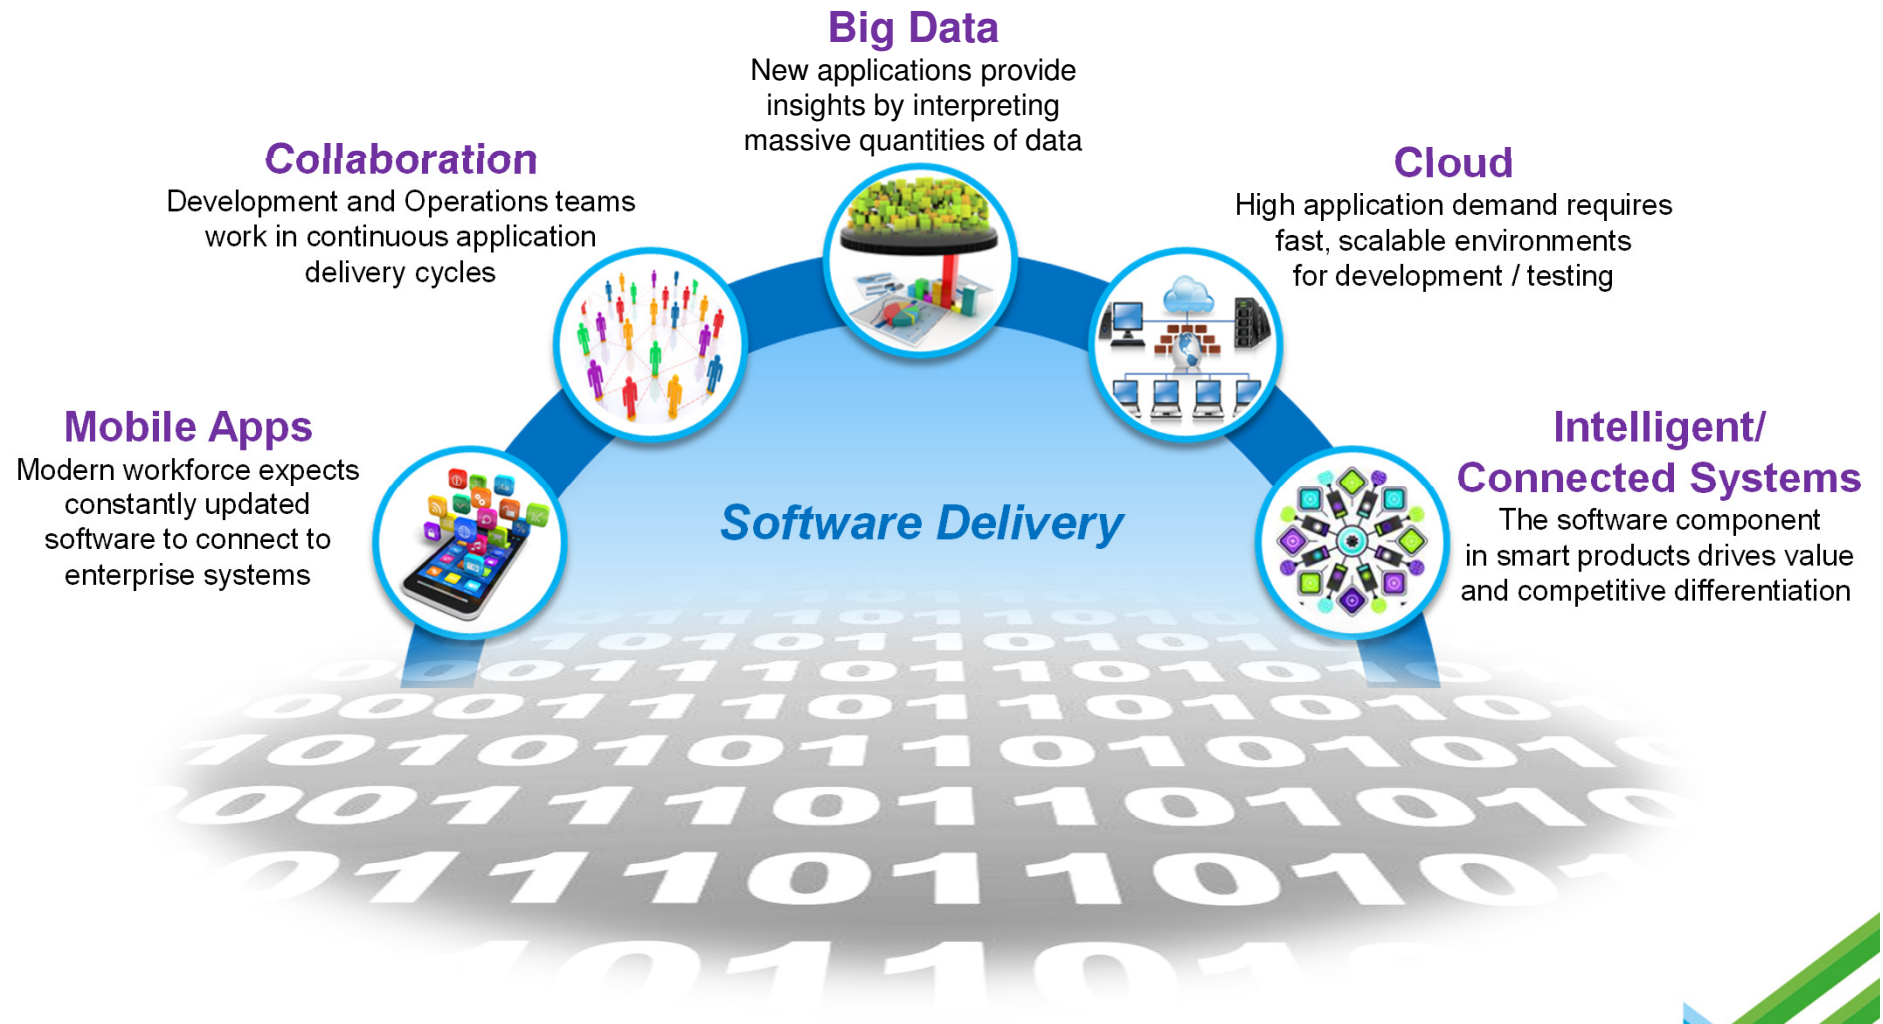 Big Data
New applications provide
insights by interpreting
massive quantities of data
Collaboration
Development and Operations teams
work in continuous application
delivery cycles
Cloud
High application demand requires
fast, scalable environments
for development / testing
Mobile Apps
Modern workforce expects
constantly updated
software to connect to
enterprise systems
Intelligent/
Connected Systems
The software component
in smart products drives value
and competitive differentiation
Software Delivery